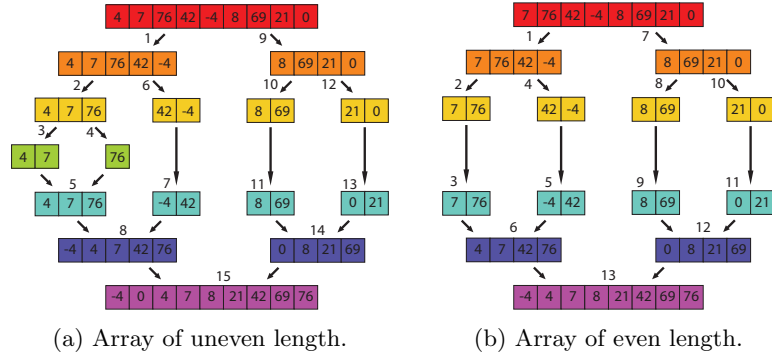 4 7 76 42 -4 8 69 21 0
1 9
4 7 76 42 -4 8 69 21 0
2 6 10 12
4 7 76 42 -4 8 69 21 0
3 4
4 7 76
5 7 11 13
4 7 76 -4 42 8 69 0 21
8 14
-4 4 7 42 76 0 8 21 69
15
-4 0 4 7 8 21 42 69 76
(a) Array of uneven length.
7 76 42 -4 8 69 21 0
1 7
7 76 42 -4 8 69 21 0
2 4 8 10
7 76 42 -4 8 69 21 0
3 5 9 11
7 76 -4 42 8 69 0 21
6 12
4 7 42 76 0 8 21 69
13
-4 4 7 8 21 42 69 76
(b) Array of even length.